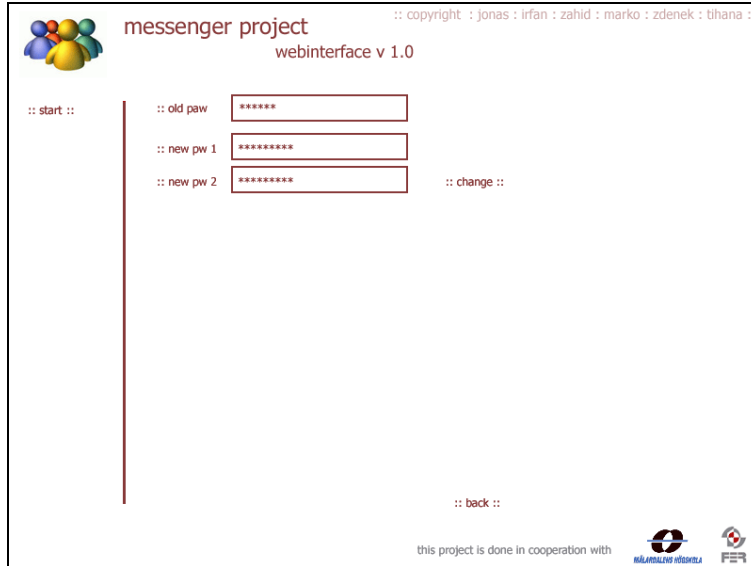 :: copyright : jonas : irfan : zahid : marko : zdenek : tihana :
messenger project
webinterface v 1.0
:: start ::
:: old paw ******
:: new pw 1 *********
:: new pw 2 ********* :: change ::
:: back ::
this project is done in cooperation with
MÄLARDALENS HÖGSKOLA
FER